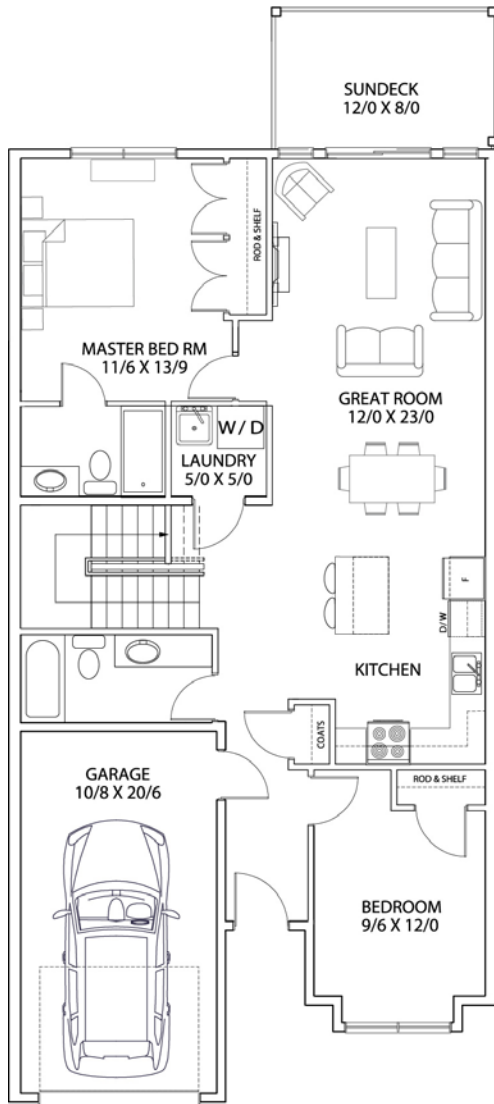 SUNDECK
12/0 X 8/0
ROD & SHELF
MASTER BED RM
11/6 X 13/9
GREAT ROOM
12/0 X 23/0
W / D
LAUNDRY
5/0 X 5/0
F
D/W
KITCHEN
COATS
GARAGE
10/8 X 20/6
ROD & SHELF
BEDROOM
9/6 X 12/0